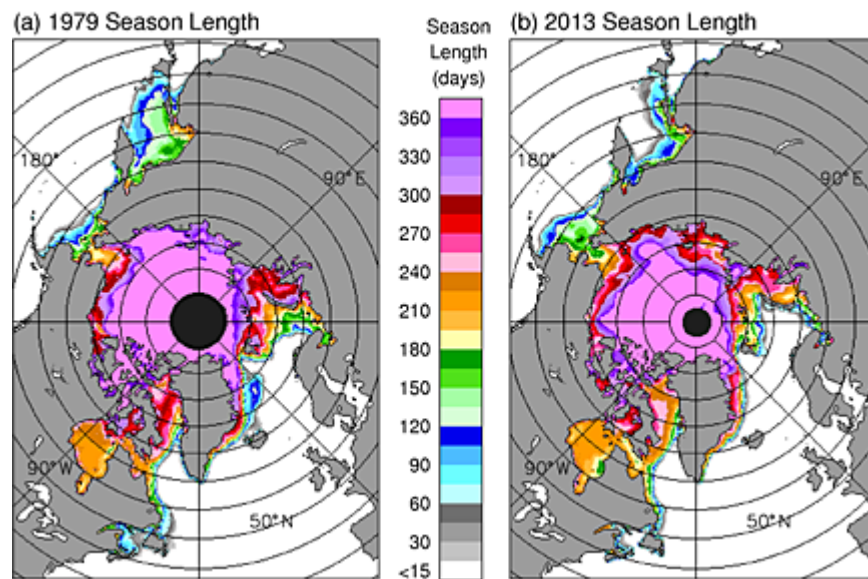 (a) 1979 Season Length
Season
Length
(days)
(b) 2013 Season Length
360
330
300
270
240
210
180
150
120
90
60
30
<15
180°
90°E
90°W
50°N
180°
90°E
90°W
50°N